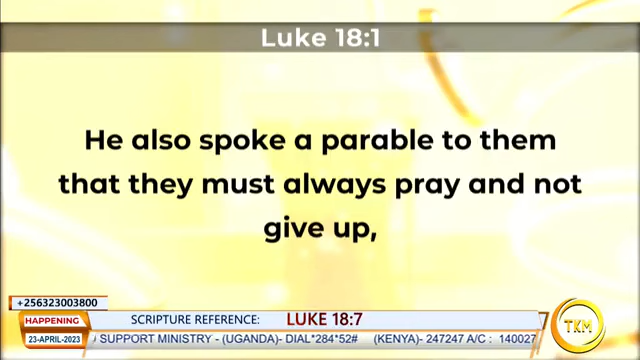 Luke 18:1
He also spoke a parable to them
that they must always pray and not
give up,
+256323003800
HAPPENING
SCRIPTURE REFERENCE: LUKE 18:7
23-APRIL-2023
/ SUPPORT MINISTRY - (UGANDA)- DIAL*284*52# (KENYA)- 247247 A/C : 140027
TKM